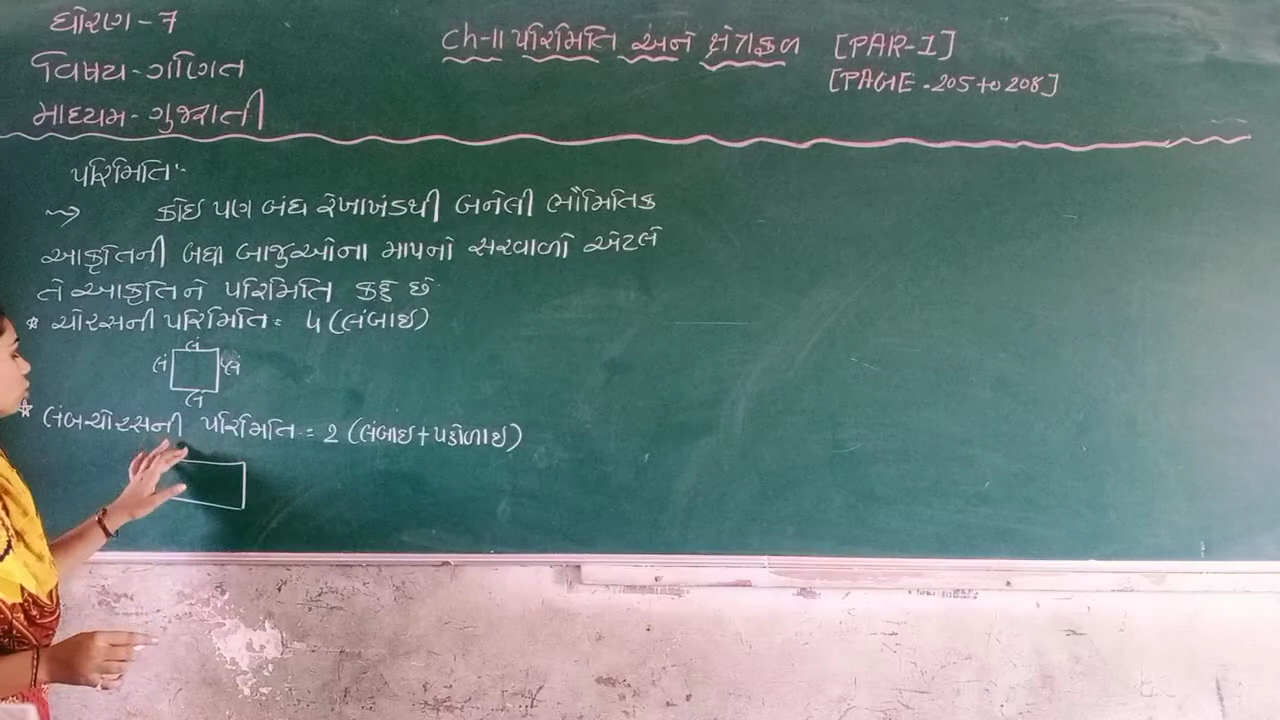 ધોરણ - 7
વિષય - ગણિત
માધ્યમ - ગુજરાતી
Ch-11 પરિમિતિ અને ક્ષેત્રફળ [PAR-1]
[PAGE - 205 to 208]
પરિમિતિ :-
→ કોઇ પણ બંધ રેખાખંડથી બનેલી ભૌમિતિક
આકૃતિની બધા બાજુઓના માપનો સરવાળો એટલે
તે આકૃતિને પરિમિતિ કહે છે
* ચોરસની પરિમિતિ = 4 (લંબાઇ)
લં
લં લં
લં
* લંબચોરસની પરિમિતિ = 2 (લંબાઇ + પહોળાઇ)